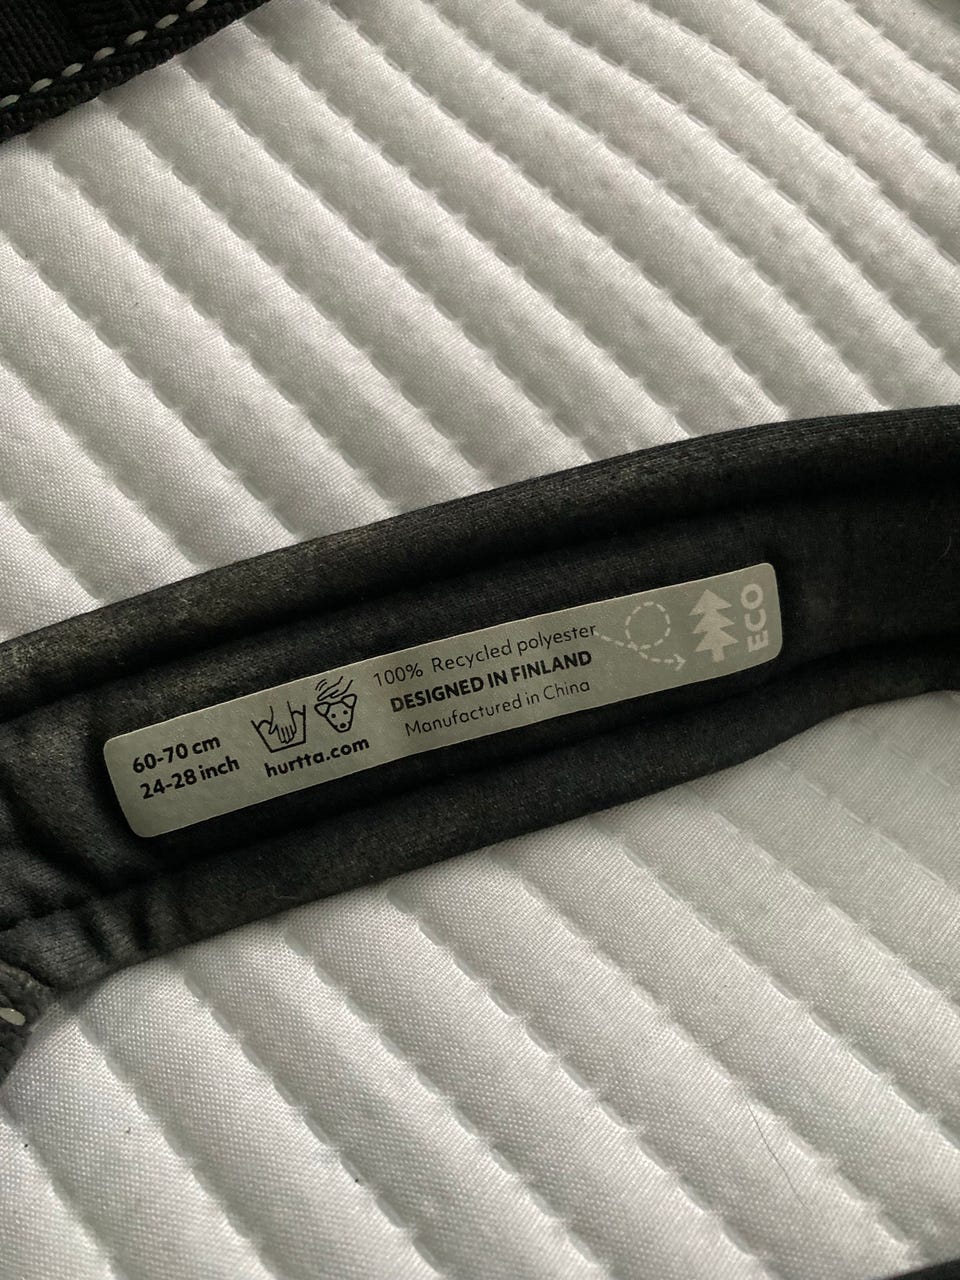 60-70 cm
24-28 inch
hurtta.com
100% Recycled polyester
DESIGNED IN FINLAND
Manufactured in China
ECO